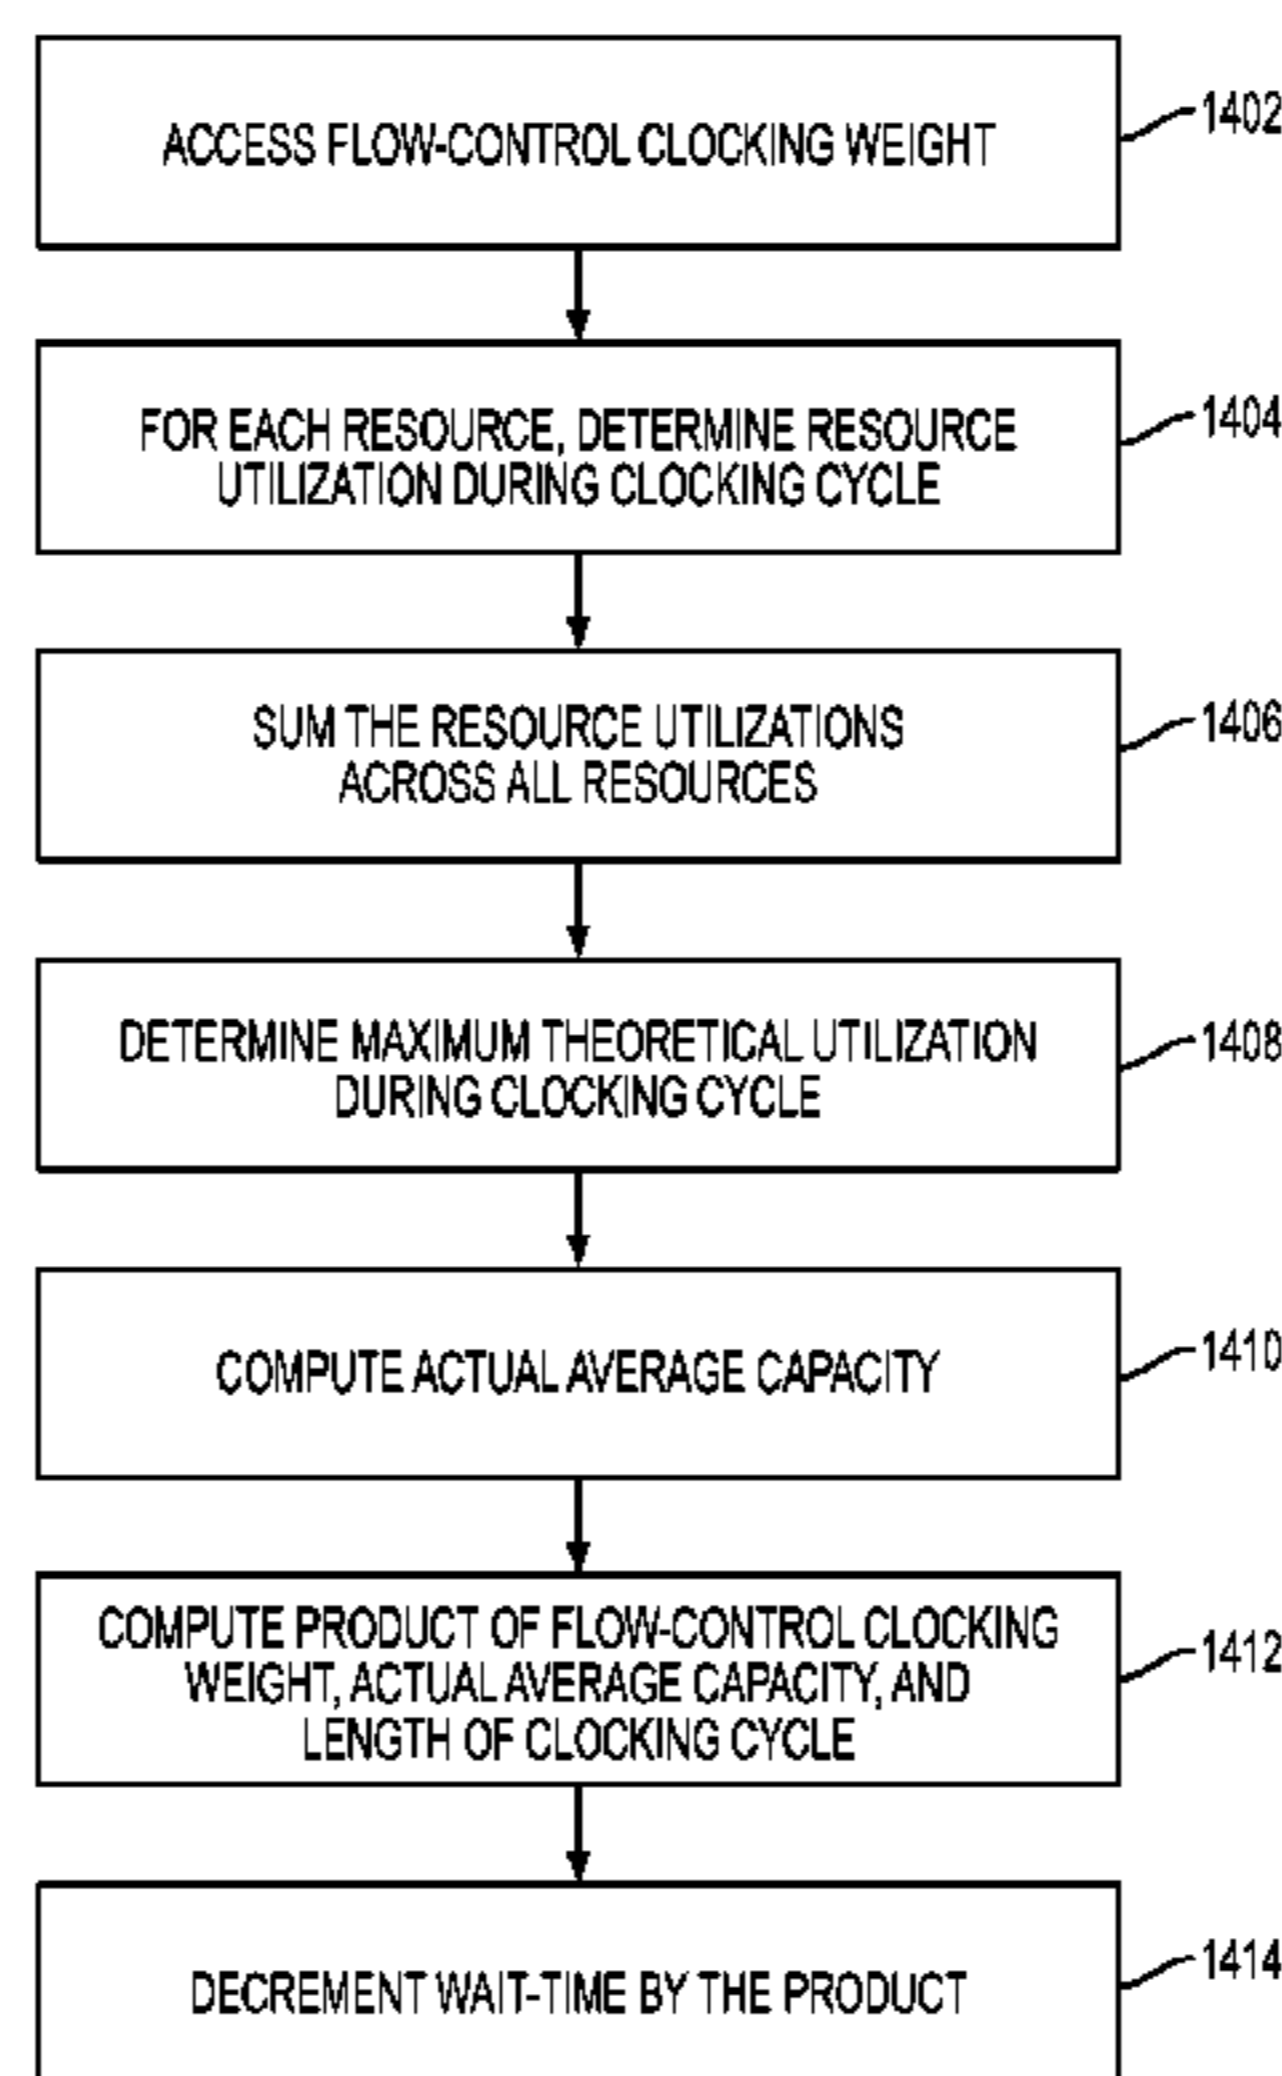 ACCESS FLOW-CONTROL CLOCKING WEIGHT
1402
FOR EACH RESOURCE, DETERMINE RESOURCE
UTILIZATION DURING CLOCKING CYCLE
1404
SUM THE RESOURCE UTILIZATIONS
ACROSS ALL RESOURCES
1406
DETERMINE MAXIMUM THEORETICAL UTILIZATION
DURING CLOCKING CYCLE
1408
COMPUTE ACTUAL AVERAGE CAPACITY
1410
COMPUTE PRODUCT OF FLOW-CONTROL CLOCKING
WEIGHT, ACTUAL AVERAGE CAPACITY, AND
LENGTH OF CLOCKING CYCLE
1412
DECREMENT WAIT-TIME BY THE PRODUCT
1414